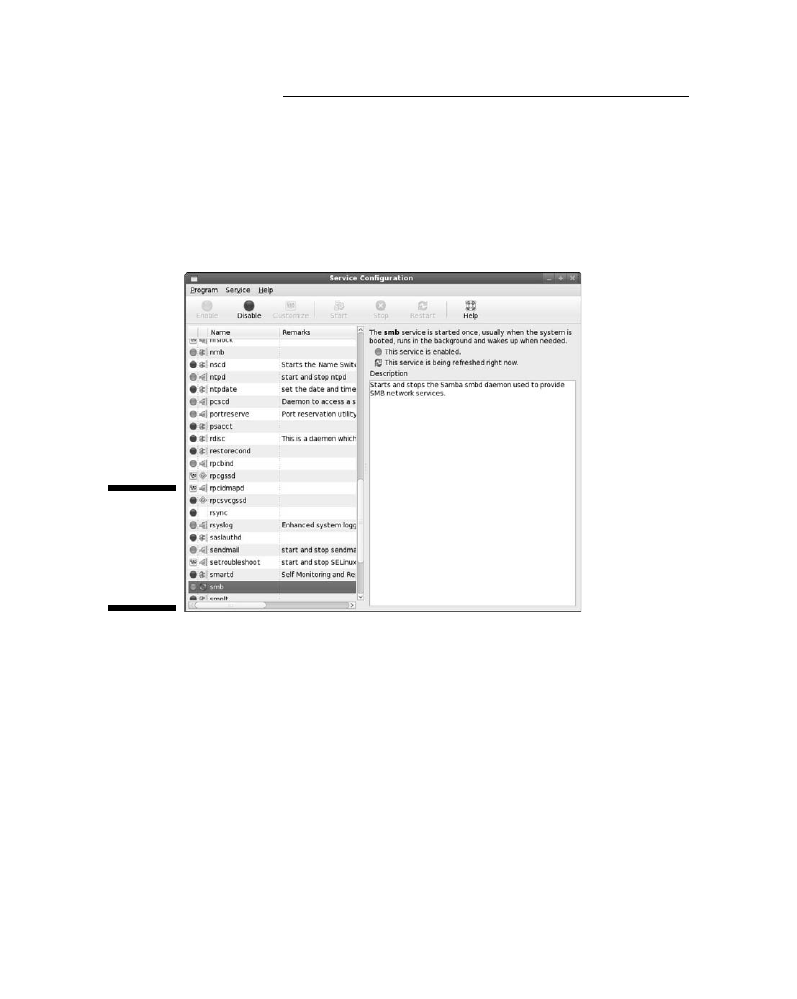 Service Configuration
Program Service Help
Enable Disable Customize Start Stop Restart Help
Name Remarks
nfslock
nmb
nscd Starts the Name Switc
ntpd start and stop ntpd
ntpdate set the date and time
pcscd Daemon to access a s
portreserve Port reservation utility
psacct
rdisc This is a daemon which
restorecond
rpcbind
rpcgssd
rpcidmapd
rpcsvcgssd
rsync
rsyslog Enhanced system logg
saslauthd
sendmail start and stop sendma
setroubleshoot start and stop SELinux
smartd Self Monitoring and Re
smb
smolt
The smb service is started once, usually when the system is
booted, runs in the background and wakes up when needed.
This service is enabled.
This service is being refreshed right now.
Description
Starts and stops the Samba smbd daemon used to provide
SMB network services.